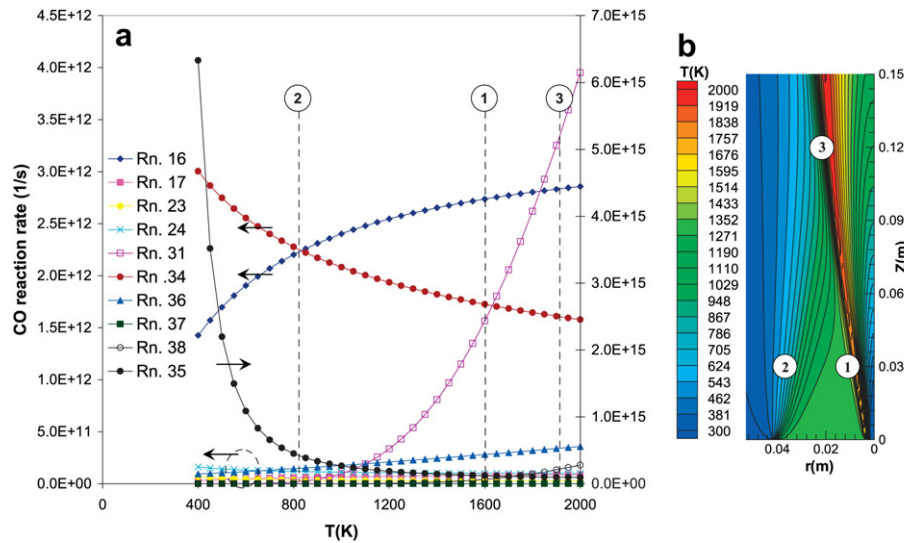 a
CO reaction rate (1/s)
4.5E+12
4.0E+12
3.5E+12
3.0E+12
2.5E+12
2.0E+12
1.5E+12
1.0E+12
5.0E+11
0.0E+00
Rn. 16
Rn. 17
Rn. 23
Rn. 24
Rn. 31
Rn .34
Rn. 36
Rn. 37
Rn. 38
Rn. 35
2
1
3
7.0E+15
6.0E+15
5.0E+15
4.0E+15
3.0E+15
2.0E+15
1.0E+15
0.0E+00
0 400 800 1200 1600 2000
T(K)
b
T(K)
2000
1919
1838
1757
1676
1595
1514
1433
1352
1271
1190
1110
1029
948
867
786
705
624
543
462
381
300
3
2
1
0.15
0.12
0.09
0.06
0.03
0
Z(m)
0.04 0.02 0
r(m)